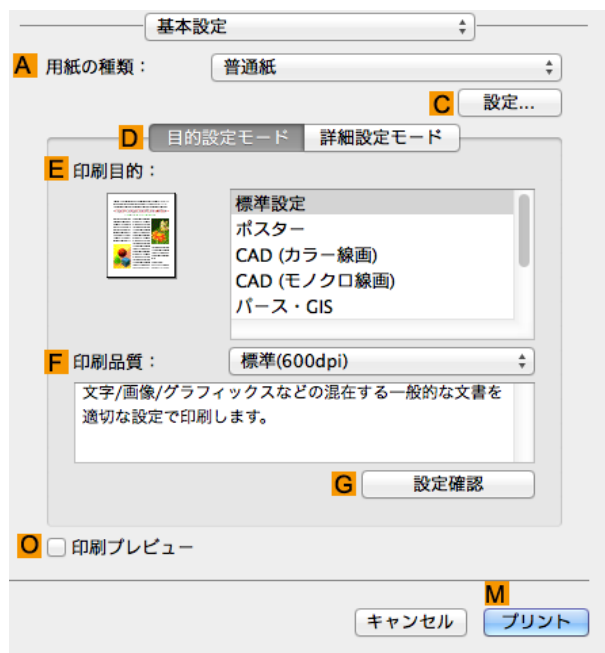 基本設定
A 用紙の種類： 普通紙
C 設定...
D 目的設定モード 詳細設定モード
E 印刷目的：
標準設定
ポスター
CAD (カラー線画)
CAD (モノクロ線画)
パース・GIS
F 印刷品質： 標準(600dpi)
文字/画像/グラフィックスなどの混在する一般的な文書を
適切な設定で印刷します。
G 設定確認
O 印刷プレビュー
M
キャンセル プリント